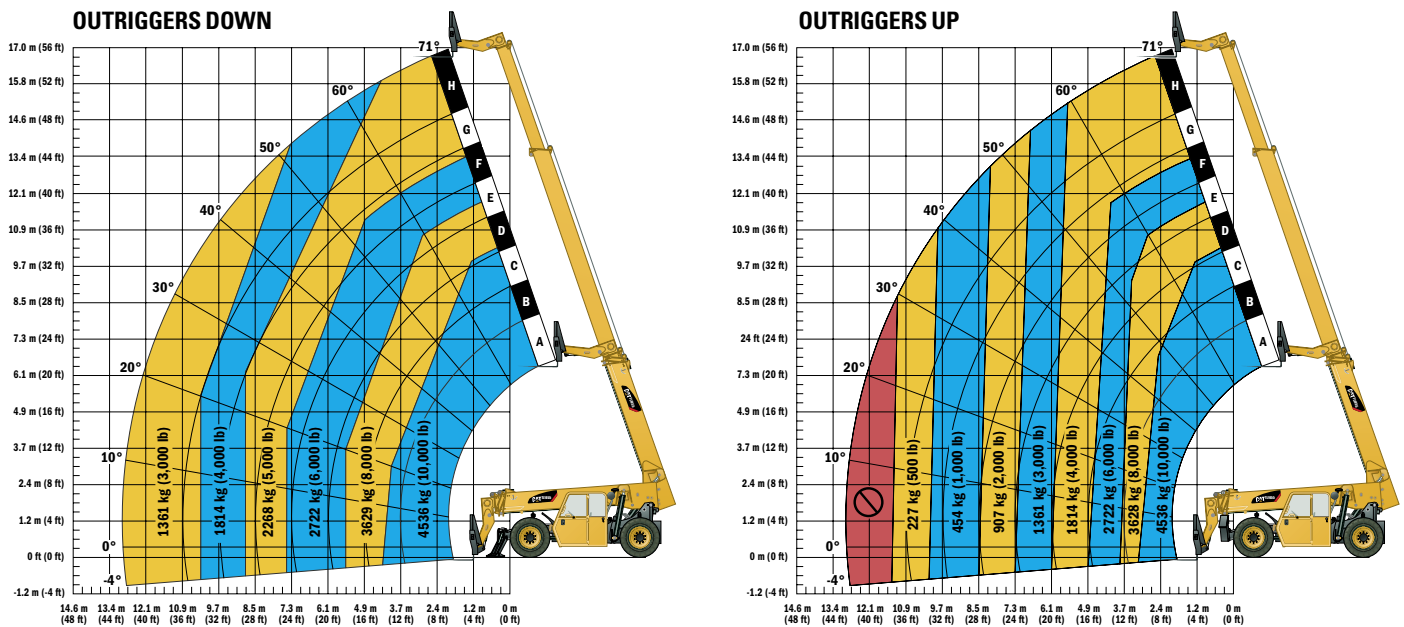 OUTRIGGERS DOWN
17.0 m (56 ft)
15.8 m (52 ft)
14.6 m (48 ft)
13.4 m (44 ft)
12.1 m (40 ft)
10.9 m (36 ft)
9.7 m (32 ft)
8.5 m (28 ft)
7.3 m (24 ft)
6.1 m (20 ft)
4.9 m (16 ft)
3.7 m (12 ft)
2.4 m (8 ft)
1.2 m (4 ft)
0 ft (0 ft)
-1.2 m (-4 ft)
71°
60°
50°
40°
30°
20°
10°
0°
-4°
H
G
F
E
D
C
B
A
1361 kg (3,000 lb)
1814 kg (4,000 lb)
2268 kg (5,000 lb)
2722 kg (6,000 lb)
3629 kg (8,000 lb)
4536 kg (10,000 lb)
14.6 m 13.4 m 12.1 m 10.9 m 9.7 m 8.5 m 7.3 m 6.1 m 4.9 m 3.7 m 2.4 m 1.2 m 0 m
(48 ft) (44 ft) (40 ft) (36 ft) (32 ft) (28 ft) (24 ft) (20 ft) (16 ft) (12 ft) (8 ft) (4 ft) (0 ft)
OUTRIGGERS UP
17.0 m (56 ft)
15.8 m (52 ft)
14.6 m (48 ft)
13.4 m (44 ft)
12.1 m (40 ft)
10.9 m (36 ft)
9.7 m (32 ft)
8.5 m (28 ft)
24 ft (24 ft)
7.3 m (20 ft)
4.9 m (16 ft)
3.7 m (12 ft)
2.4 m (8 ft)
1.2 m (4 ft)
0 m (0 ft)
-1.2 m (-4 ft)
71°
60°
50°
40°
30°
20°
10°
0°
-4°
H
G
F
E
D
C
B
A
227 kg (500 lb)
454 kg (1,000 lb)
907 kg (2,000 lb)
1361 kg (3,000 lb)
1814 kg (4,000 lb)
2722 kg (6,000 lb)
3628 kg (8,000 lb)
4536 kg (10,000 lb)
14.6 m 13.4 m 12.1 m 10.9 m 9.7 m 8.5 m 7.3 m 6.1 m 4.9 m 3.7 m 2.4 m 1.2 m 0 m
(48 ft) (44 ft) (40 ft) (36 ft) (32 ft) (28 ft) (24 ft) (20 ft) (16 ft) (12 ft) (8 ft) (4 ft) (0 ft)